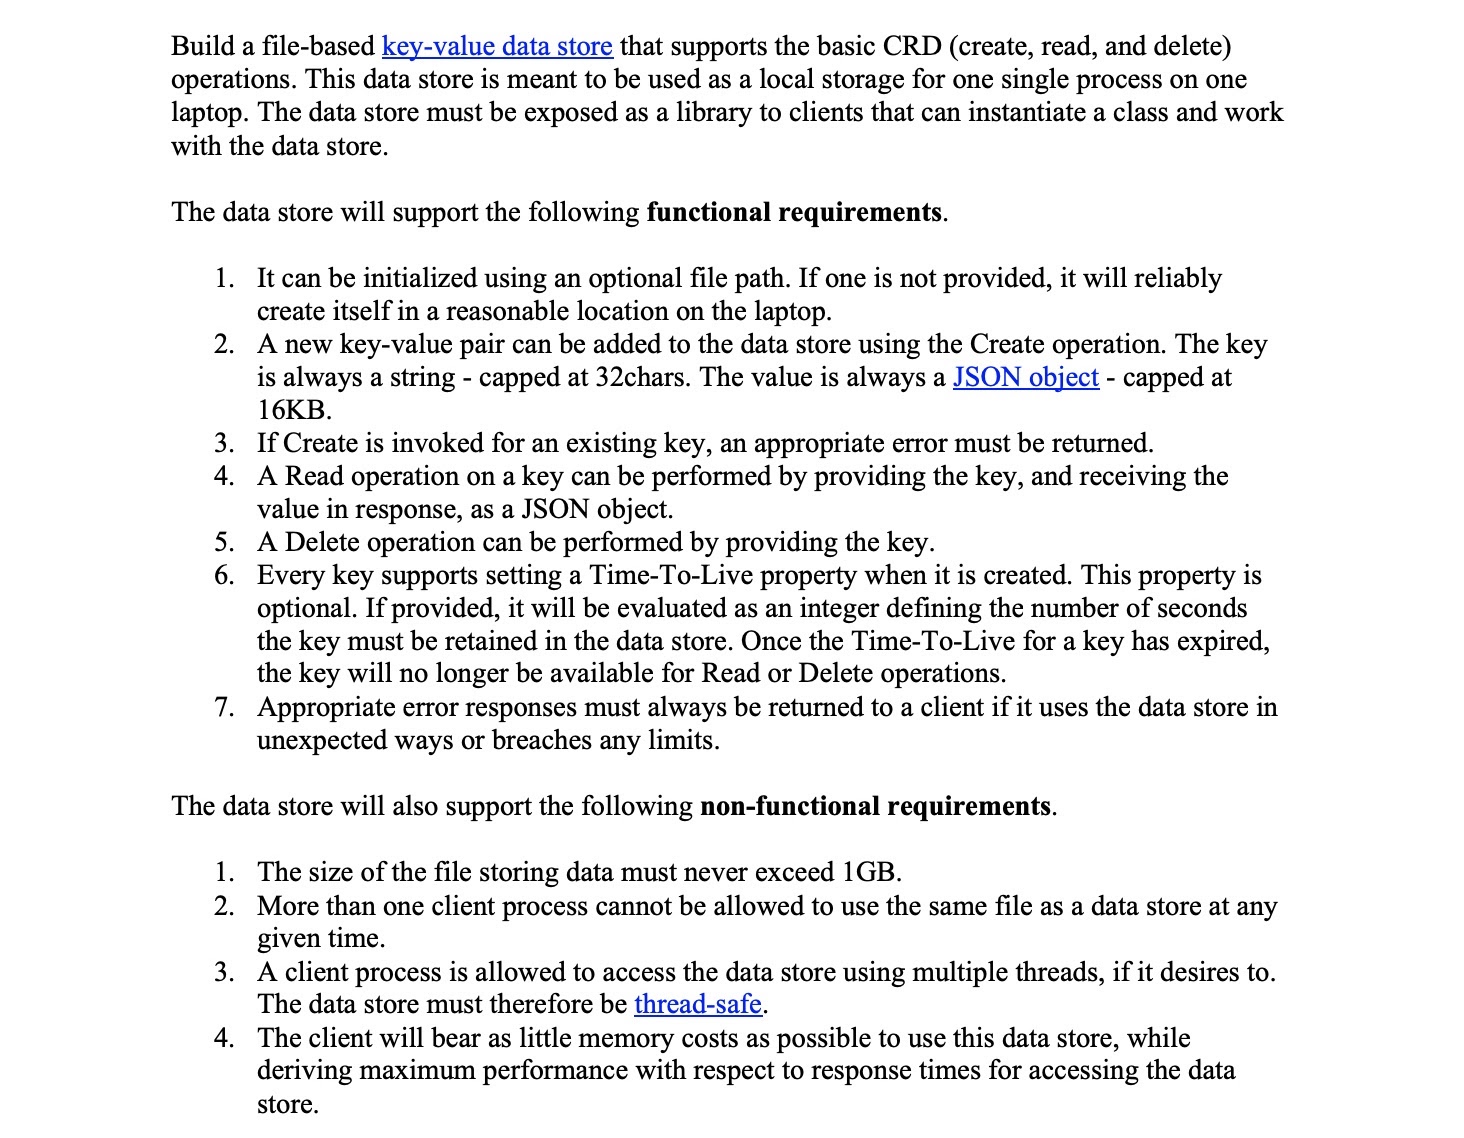 Build a file-based key-value data store that supports the basic CRD (create, read, and delete)
operations. This data store is meant to be used as a local storage for one single process on one
laptop. The data store must be exposed as a library to clients that can instantiate a class and work
with the data store.
The data store will support the following functional requirements.
1. It can be initialized using an optional file path. If one is not provided, it will reliably
create itself in a reasonable location on the laptop.
2. A new key-value pair can be added to the data store using the Create operation. The key
is always a string - capped at 32chars. The value is always a JSON object - capped at
16KB.
3. If Create is invoked for an existing key, an appropriate error must be returned.
4. A Read operation on a key can be performed by providing the key, and receiving the
value in response, as a JSON object.
5. A Delete operation can be performed by providing the key.
6. Every key supports setting a Time-To-Live property when it is created. This property is
optional. If provided, it will be evaluated as an integer defining the number of seconds
the key must be retained in the data store. Once the Time-To-Live for a key has expired,
the key will no longer be available for Read or Delete operations.
7. Appropriate error responses must always be returned to a client if it uses the data store in
unexpected ways or breaches any limits.
The data store will also support the following non-functional requirements.
1. The size of the file storing data must never exceed 1GB.
2. More than one client process cannot be allowed to use the same file as a data store at any
given time.
3. A client process is allowed to access the data store using multiple threads, if it desires to.
The data store must therefore be thread-safe.
4. The client will bear as little memory costs as possible to use this data store, while
deriving maximum performance with respect to response times for accessing the data
store.